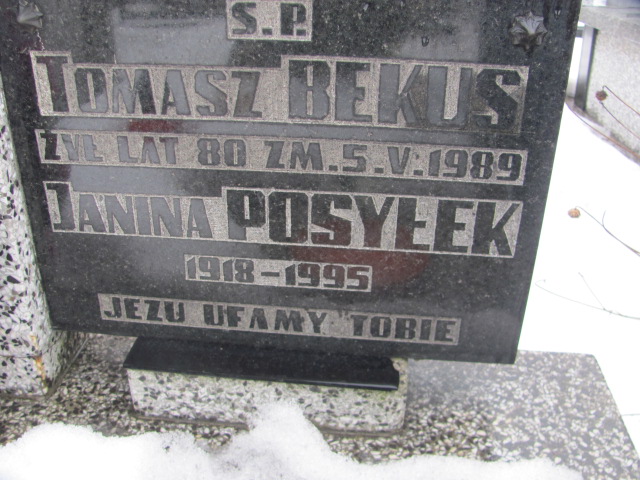 Ś.P.
TOMASZ BEKUS
ŻYŁ LAT 80 ZM. 5.V.1989
JANINA POSYŁEK
1918-1995
JEZU UFAMY TOBIE